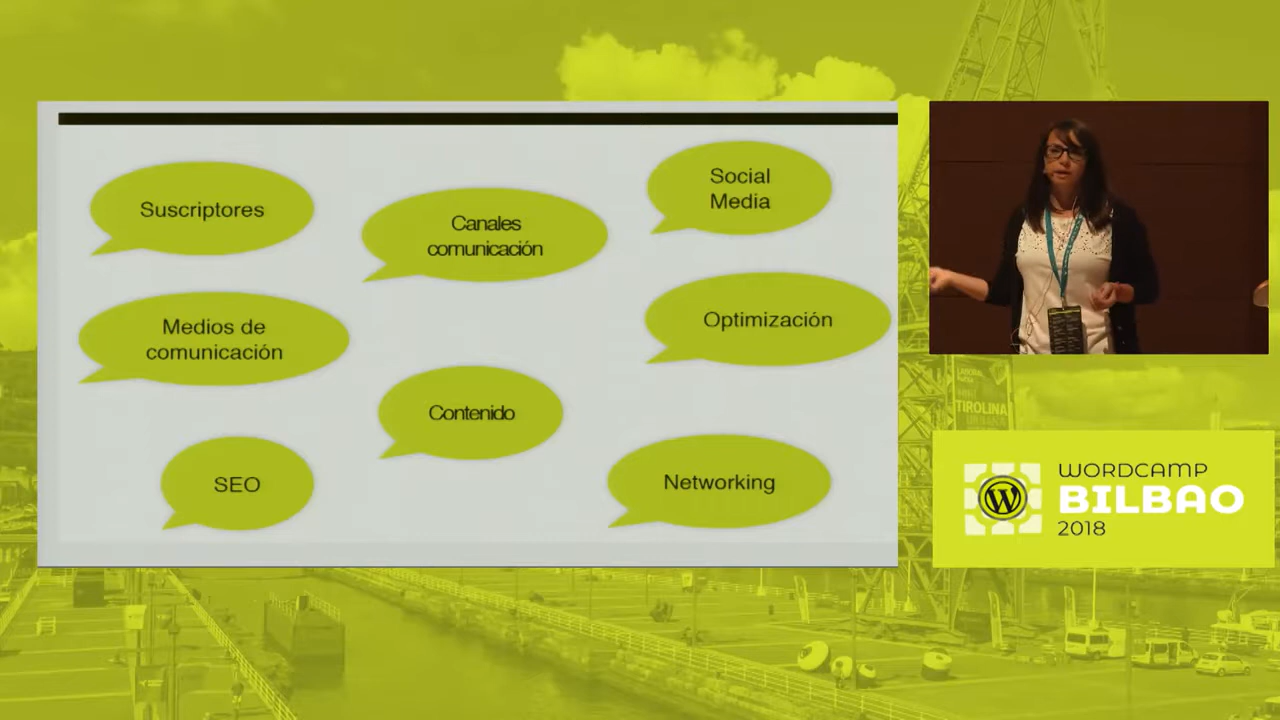 Suscriptores
Canales
comunicación
Social
Media
Medios de
comunicación
Optimización
Contenido
SEO
Networking
WORDCAMP
BILBAO
2018
TIROLINA